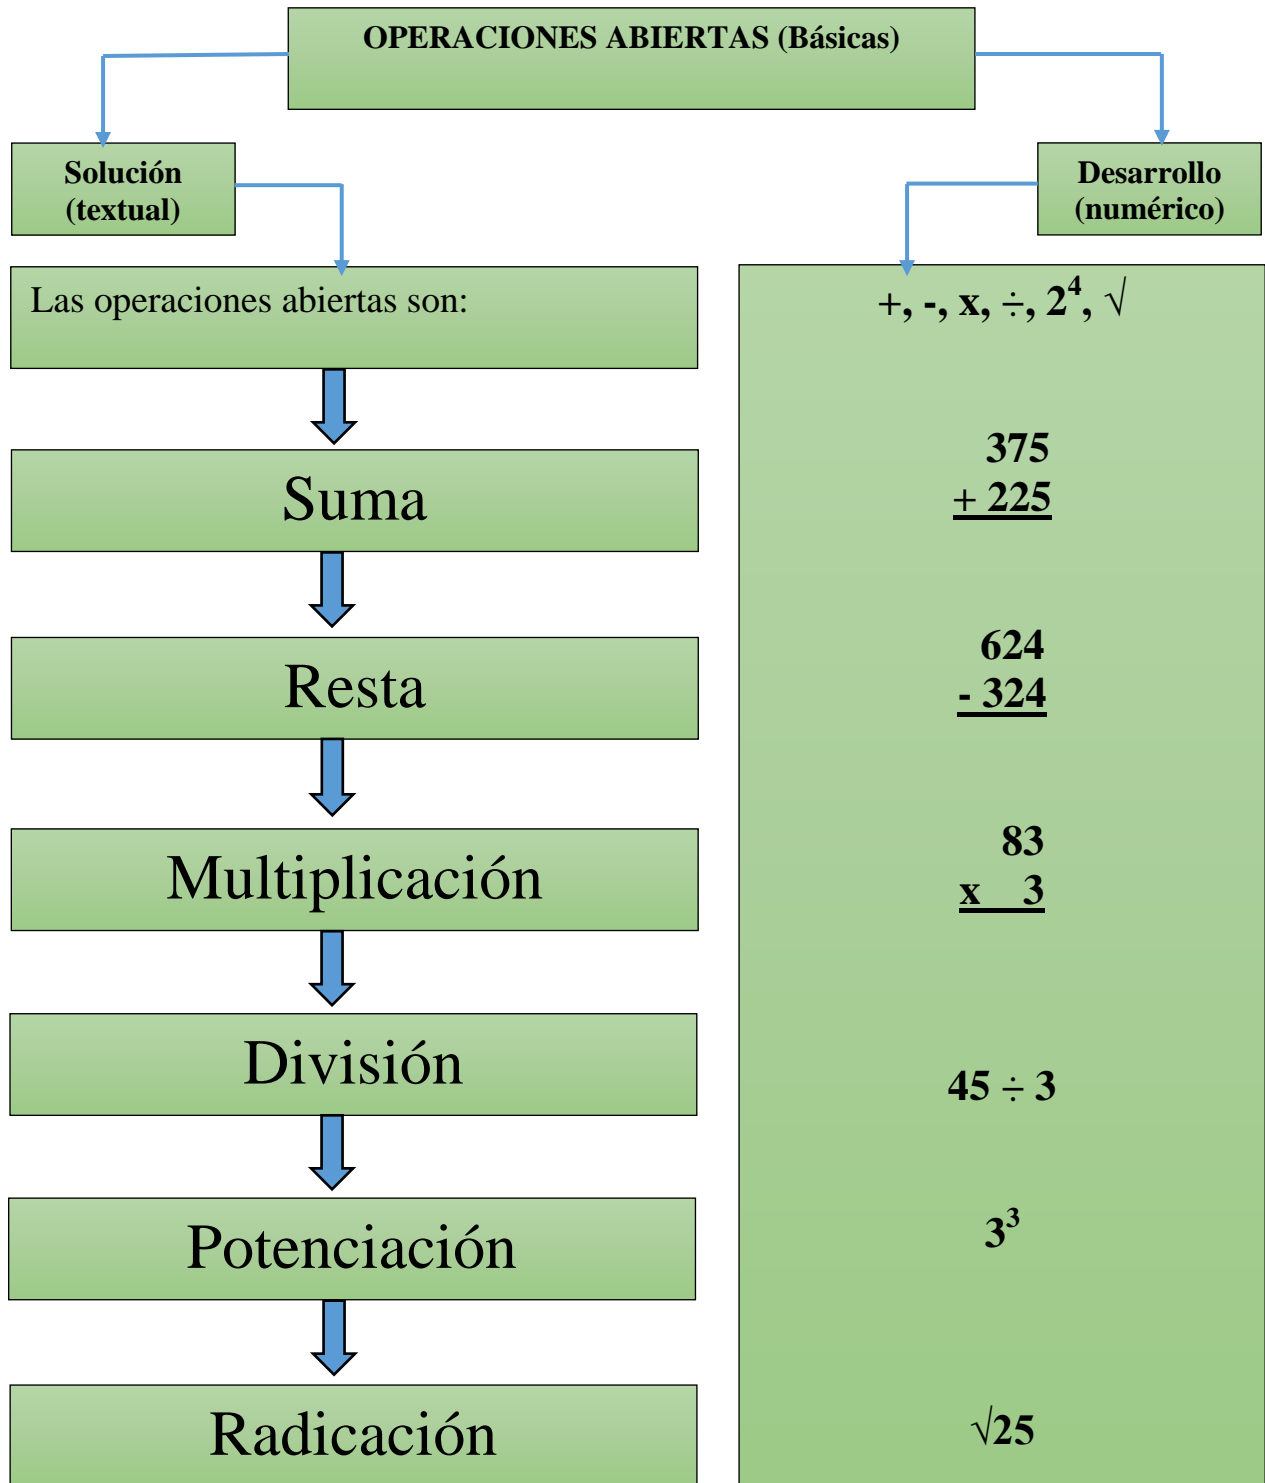 OPERACIONES ABIERTAS (Básicas)
Solución
(textual)
Desarrollo
(numérico)
Las operaciones abiertas son:
Suma
Resta
Multiplicación
División
Potenciación
Radicación
+, -, x, ÷, 2⁴, √
375
+ 225
624
- 324
83
x 3
45 ÷ 3
3³
√25